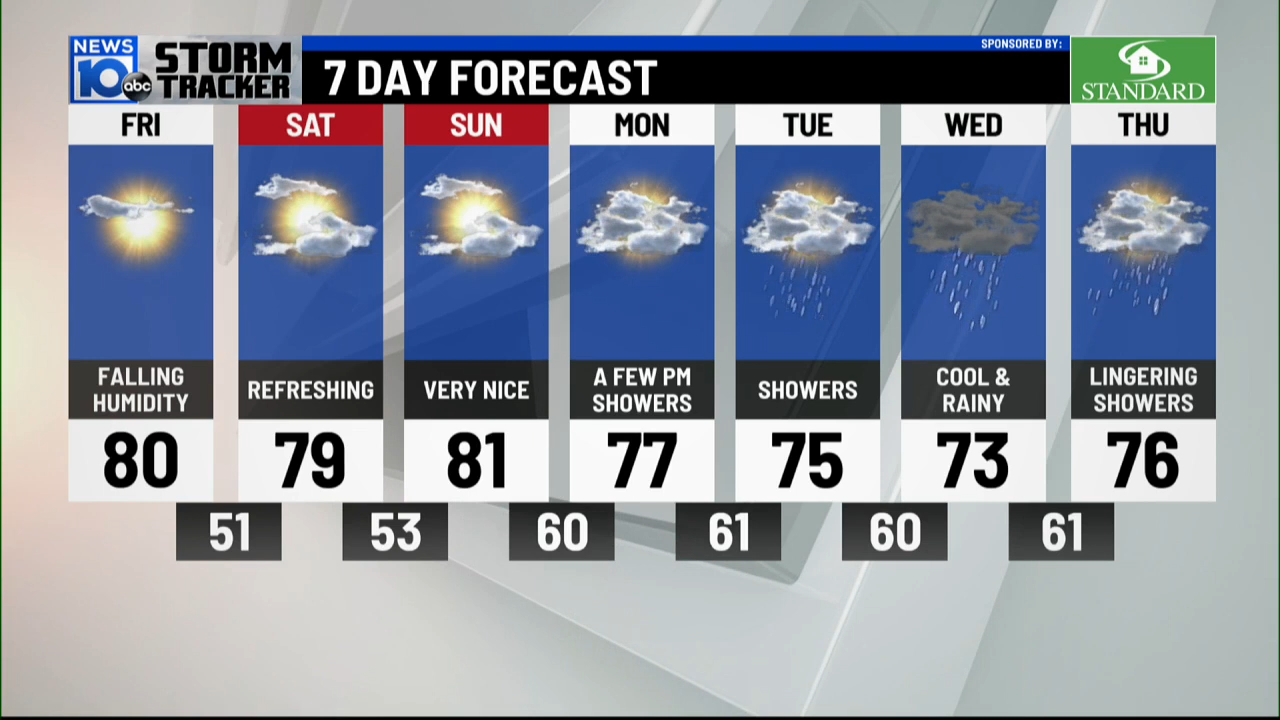 NEWS
10
abc
STORM
TRACKER
7 DAY FORECAST
SPONSORED BY:
STANDARD
FRI
SAT
SUN
MON
TUE
WED
THU
FALLING
HUMIDITY
REFRESHING
VERY NICE
A FEW PM
SHOWERS
SHOWERS
COOL &
RAINY
LINGERING
SHOWERS
80
79
81
77
75
73
76
51
53
60
61
60
61